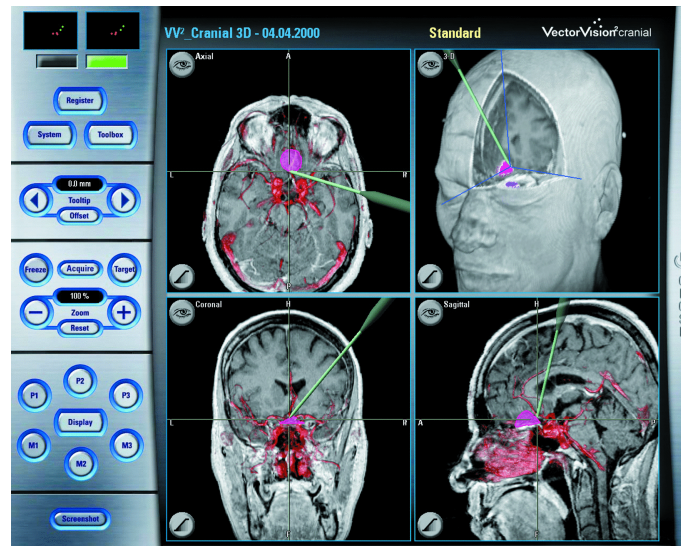 VV²_Cranial 3D - 04.04.2000
Standard
VectorVision²cranial
Register
System
Toolbox
0.0 mm
Tooltip
Offset
Freeze
Acquire
Target
100 %
Zoom
Reset
P1
P2
P3
Display
M1
M2
M3
Screenshot
Axial
A
L
R
P
3-D
Coronal
H
L
R
F
Sagittal
H
A
P
F